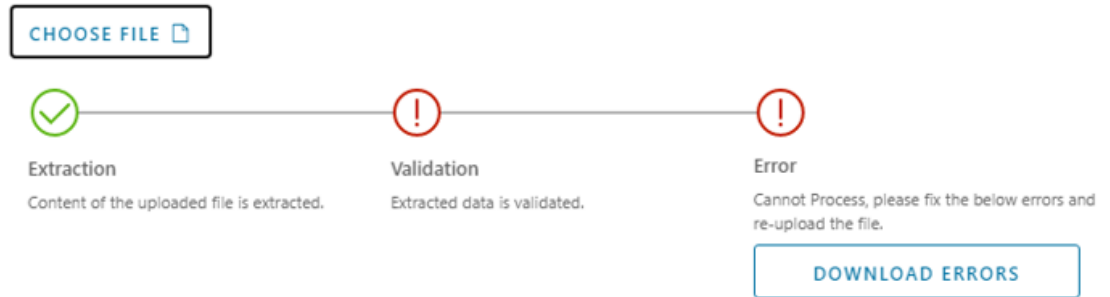 CHOOSE FILE
Extraction
Content of the uploaded file is extracted.
Validation
Extracted data is validated.
Error
Cannot Process, please fix the below errors and
re-upload the file.
DOWNLOAD ERRORS